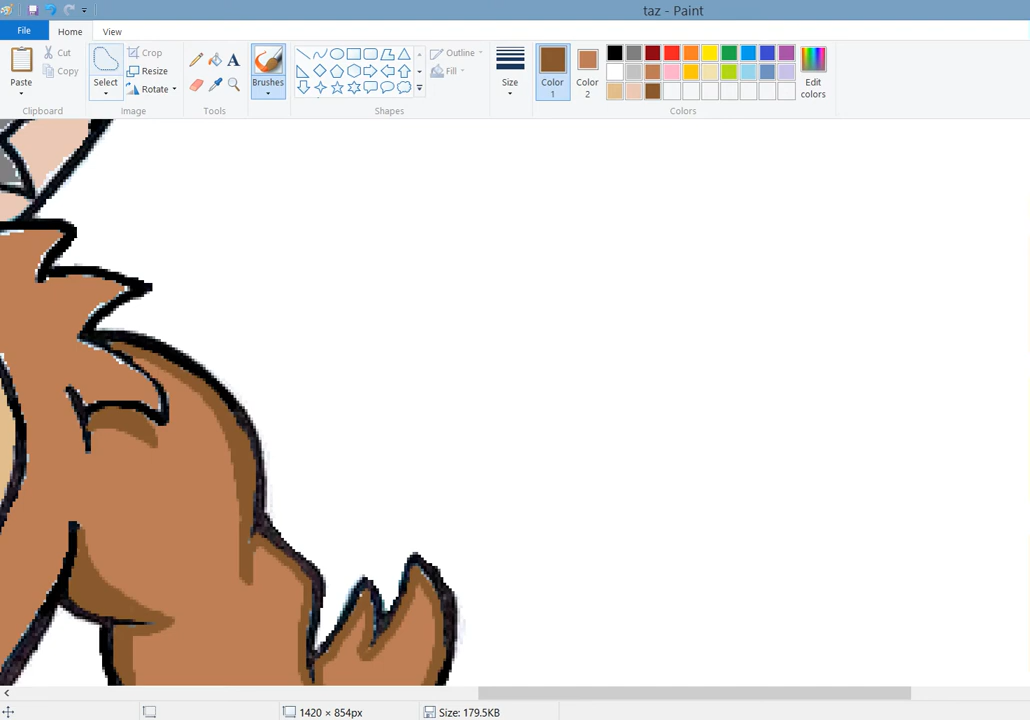 taz - Paint
File Home View
Paste
Cut
Copy
Clipboard
Select
Crop
Resize
Rotate
Image
A
Tools
Brushes
Shapes
Outline
Fill
Size
Color
1
Color
2
Colors
Edit
colors
1420 × 854px Size: 179.5KB